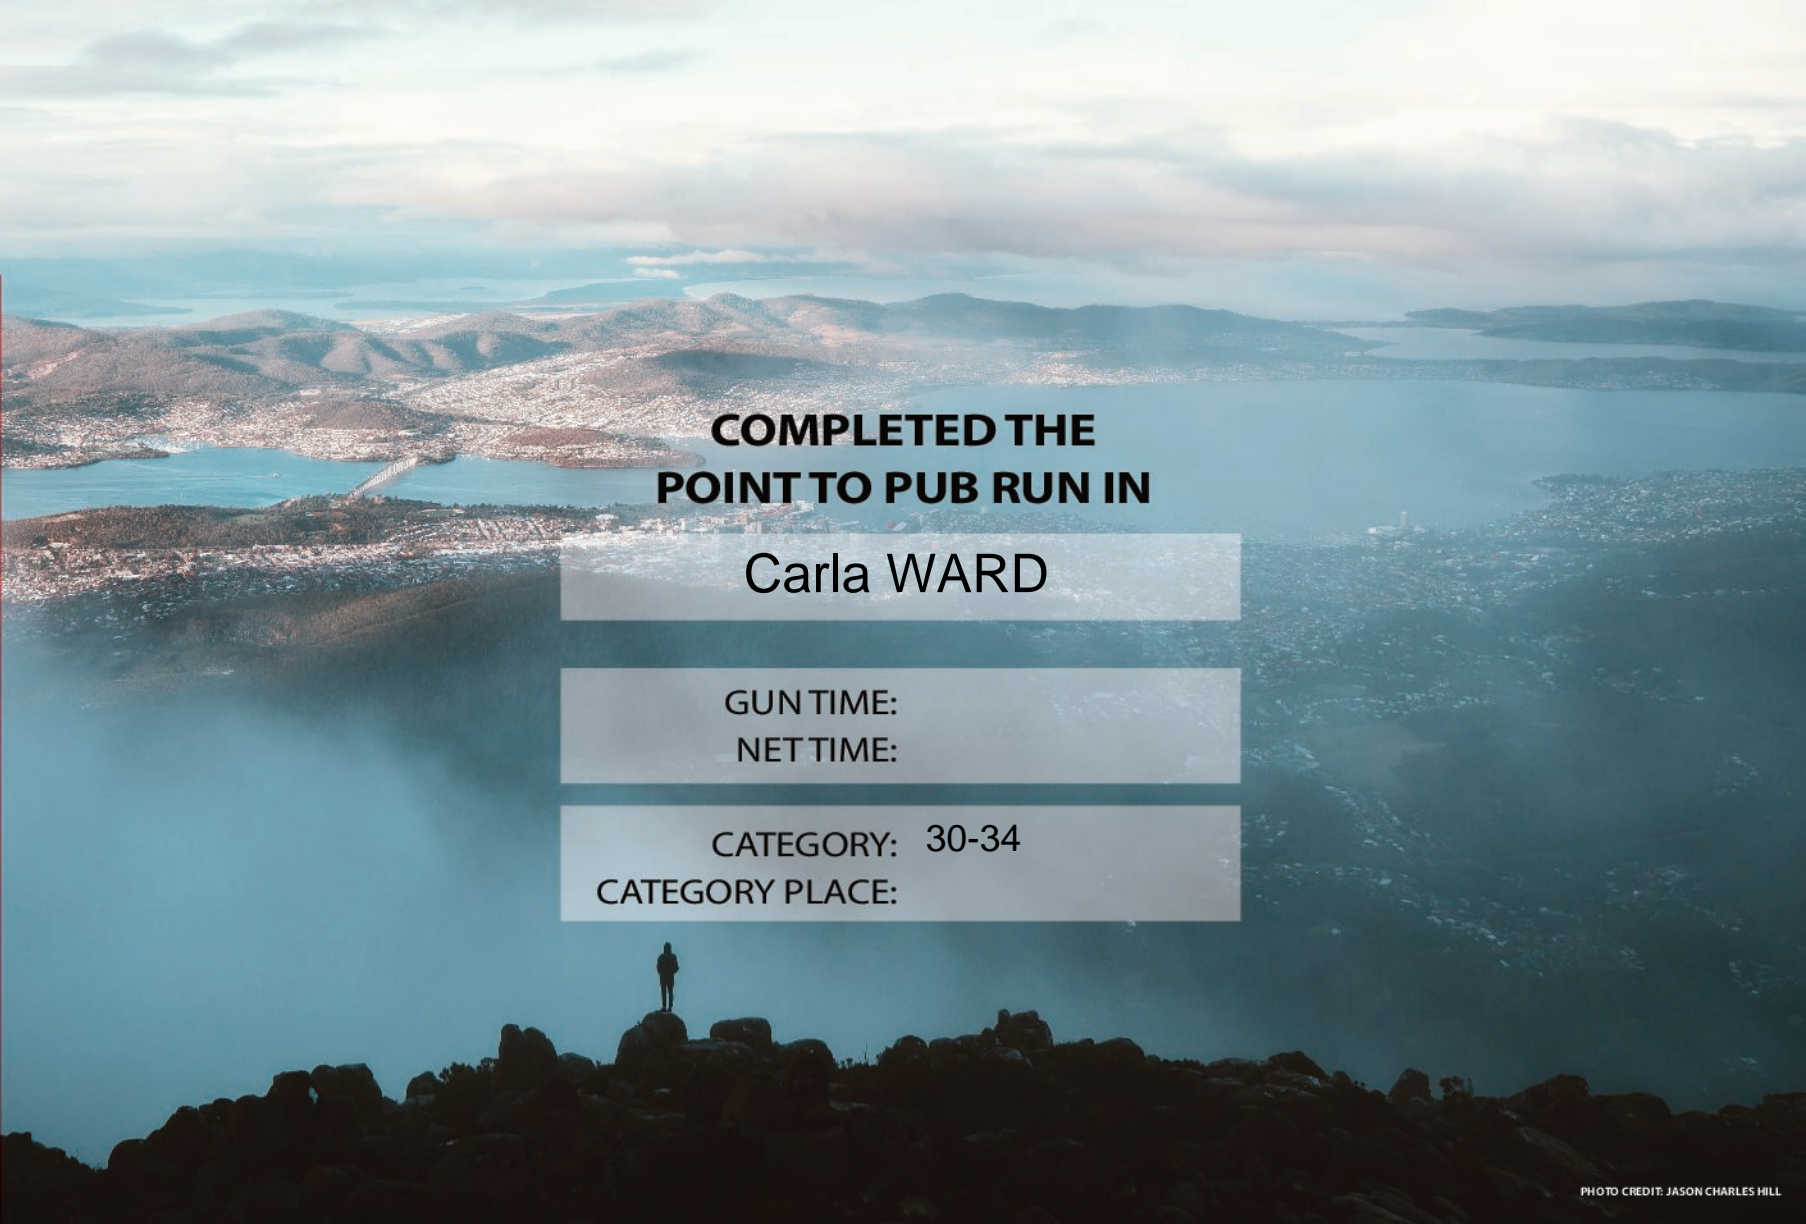 COMPLETED THE
POINT TO PUB RUN IN
Carla WARD
GUN TIME:
NET TIME:
CATEGORY: 30-34
CATEGORY PLACE:
PHOTO CREDIT: JASON CHARLES HILL